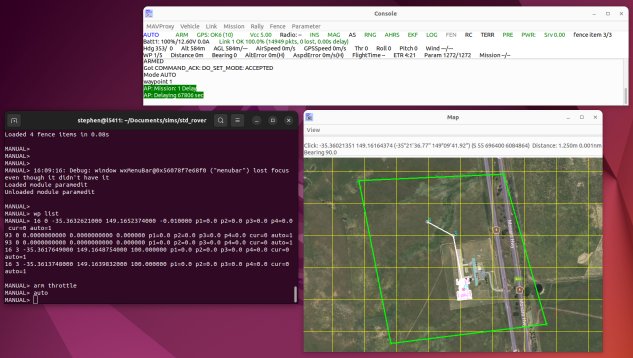 Console
MAVProxy Vehicle Link Mission Rally Fence Parameter
AUTO ARM GPS: OK6 (10) Vcc 5.00 Radio: -- INS MAG AS RNG AHRS EKF LOG FEN RC TERR PRE PWR: Srv 0.00 fence item 3/3
Batt1: 100%/12.60V 0.0A Link 1 OK 100.0% (14949 pkts, 0 lost, 0.00s delay)
Hdg 353/ 0 Alt 584m AGL 584m/--- AirSpeed 0m/s GPSSpeed 0m/s Thr 0 Roll 0 Pitch 0 Wind ---/---
WP 1/5 Distance 0m Bearing 0 AltError 0m(H) AspdError 0m/s(H) FlightTime -- ETR 4:21 Param 1272/1272 Mission --/--
ARMED
Got COMMAND_ACK: DO_SET_MODE: ACCEPTED
Mode AUTO
waypoint 1
AP: Mission: 1 Delay
AP: Delaying 67806 sec
stephen@i5411: ~/Documents/sims/std_rover
Loaded 4 fence items in 0.08s
MANUAL>
MANUAL>
MANUAL>
MANUAL> 16:09:16: Debug: window wxMenuBar@0x56078f7e68f0 ("menubar") lost focus
even though it didn't have it
Loaded module paramedit
Unloaded module paramedit
MANUAL>
MANUAL> wp list
MANUAL> 16 0 -35.3632621000 149.1652374000 -0.010000 p1=0.0 p2=0.0 p3=0.0 p4=0.0
cur=0 auto=1
93 0 0.0000000000 0.0000000000 0.000000 p1=0.0 p2=0.0 p3=0.0 p4=0.0 cur=0 auto=1
93 0 0.0000000000 0.0000000000 0.000000 p1=0.0 p2=0.0 p3=0.0 p4=0.0 cur=0 auto=1
16 3 -35.3617649000 149.1648754000 100.000000 p1=0.0 p2=0.0 p3=0.0 p4=0.0 cur=0
auto=1
16 3 -35.3613748000 149.1639832000 100.000000 p1=0.0 p2=0.0 p3=0.0 p4=0.0 cur=0
auto=1
MANUAL> arm throttle
MANUAL> auto
MANUAL>
Map
View
Click: -35.36021351 149.16164374 (-35°21'36.77" 149°09'41.92") (S 55 696400 6084864) Distance: 1.250m 0.001nm
Bearing 90.0